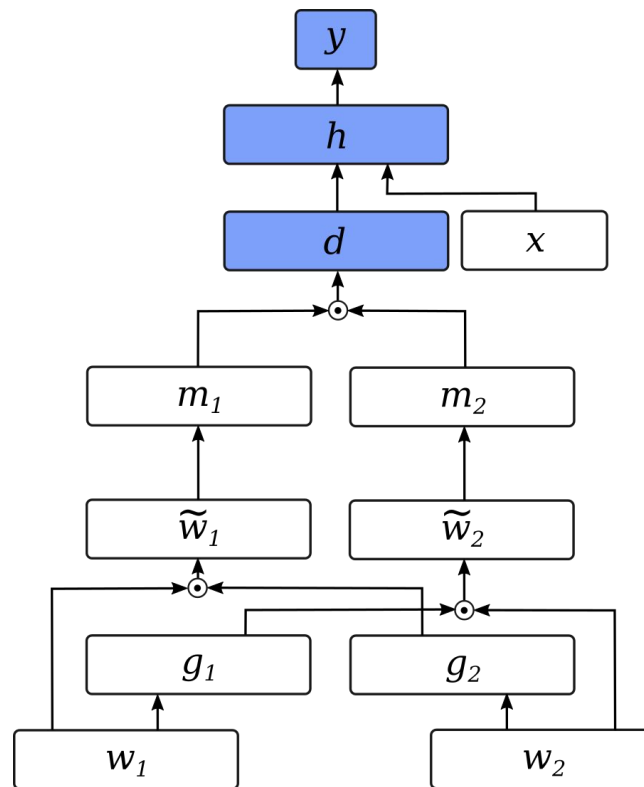 y
h
d x
m₁ m₂
w̃₁ w̃₂
g₁ g₂
w₁ w₂